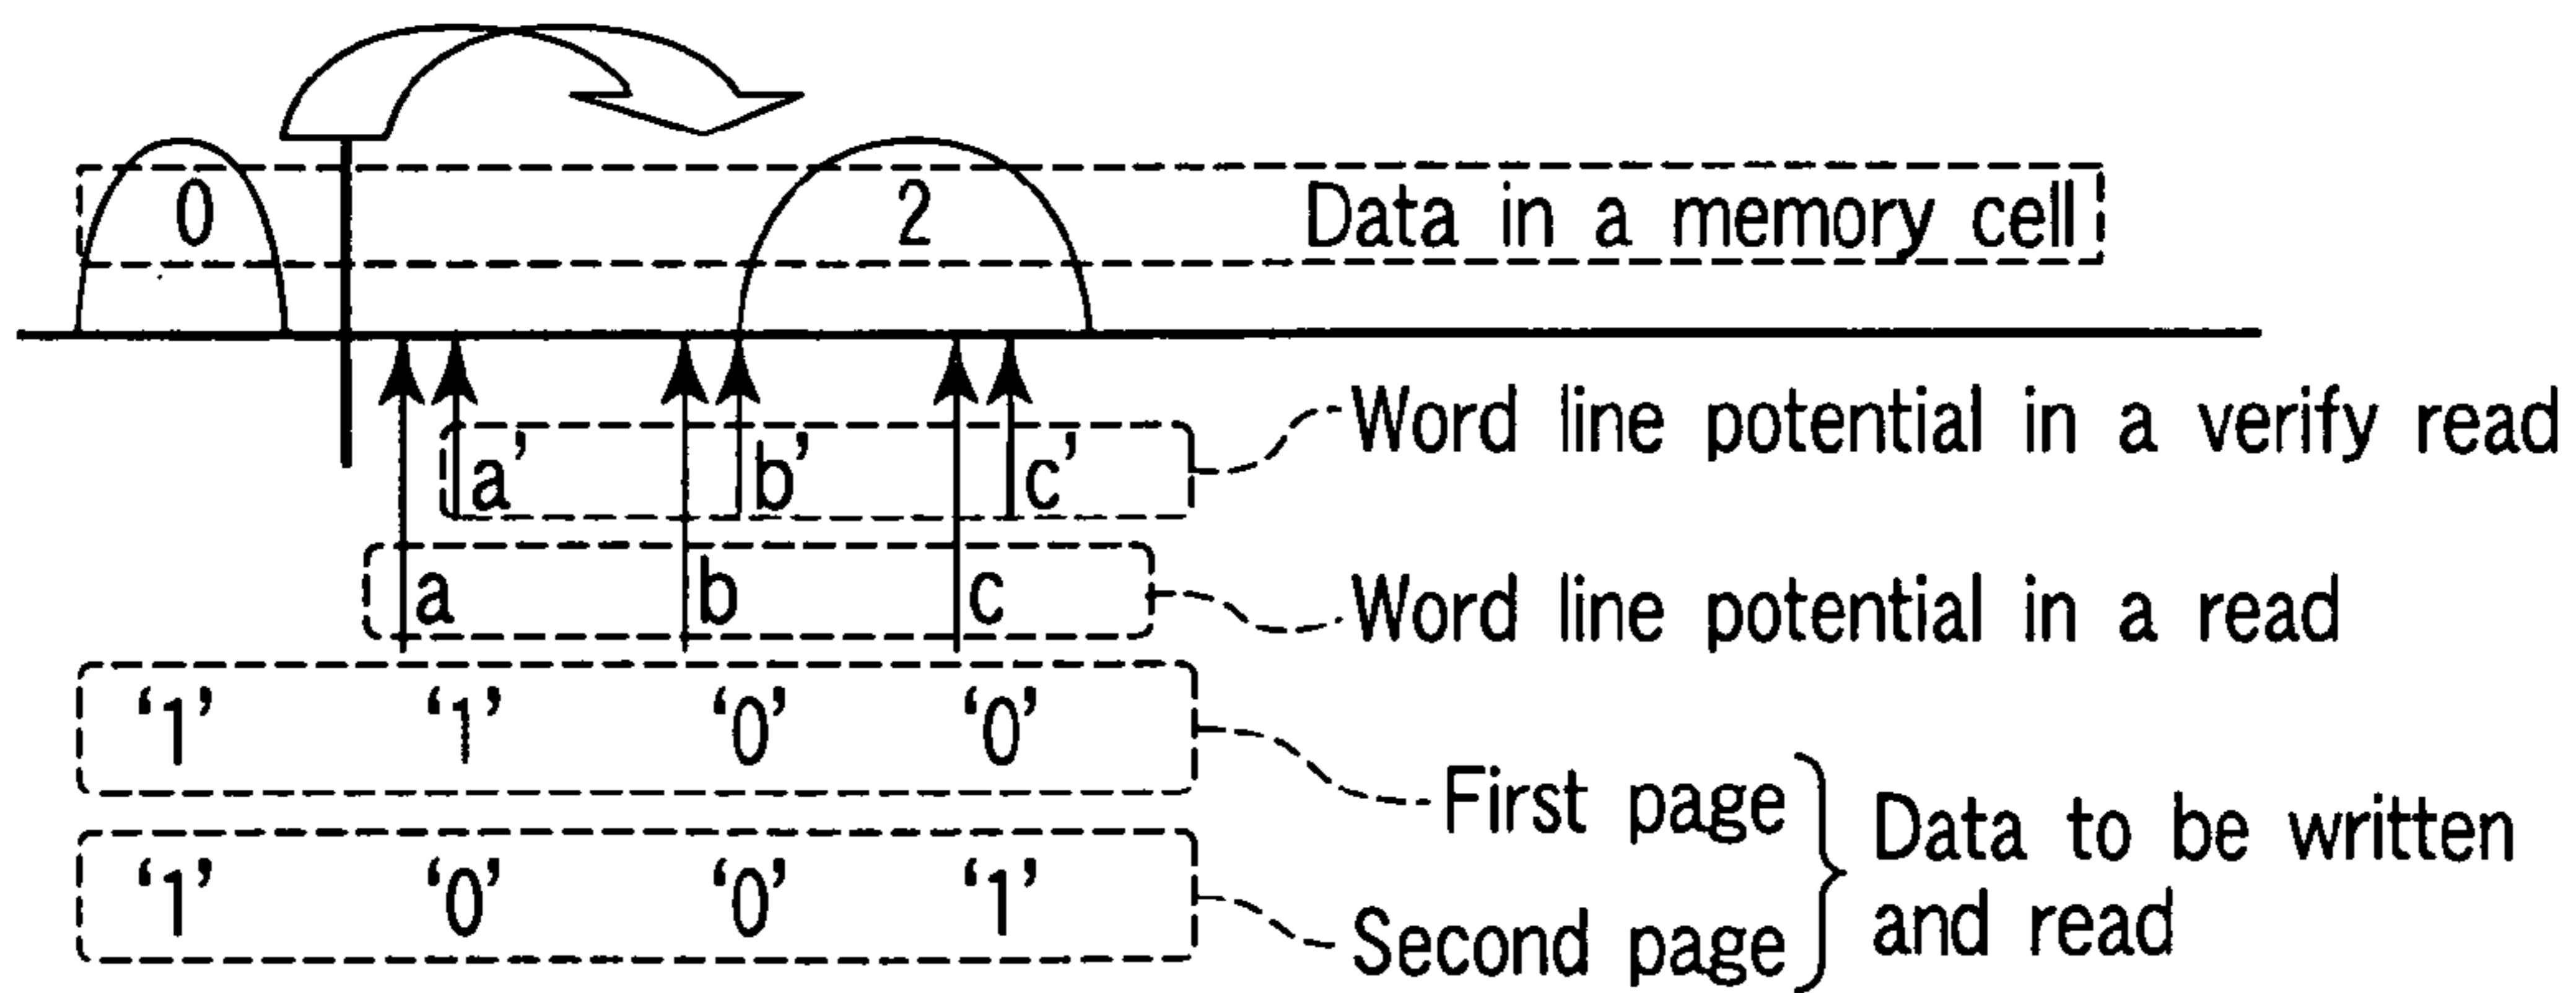 0 2 Data in a memory cell
a’ b’ c’ Word line potential in a verify read
a b c Word line potential in a read
‘1’ ‘1’ ‘0’ ‘0’
First page
‘1’ ‘0’ ‘0’ ‘1’
Second page
Data to be written
and read